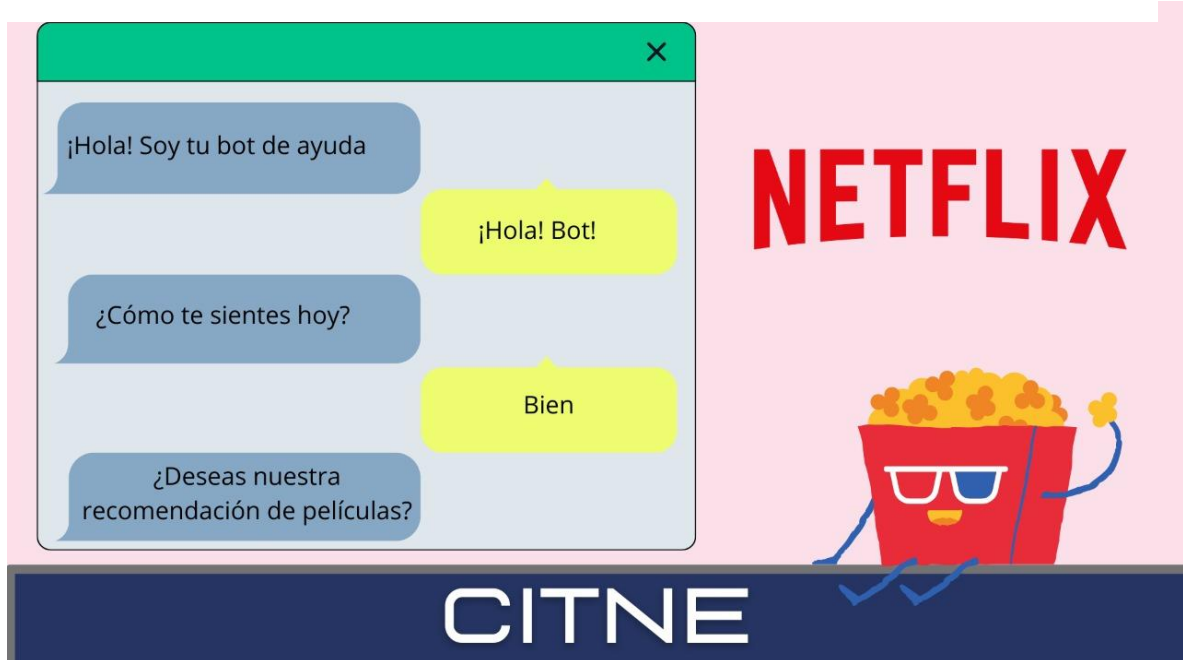 ¡Hola! Soy tu bot de ayuda
¡Hola! Bot!
¿Cómo te sientes hoy?
Bien
¿Deseas nuestra
recomendación de películas?
NETFLIX
CITNE